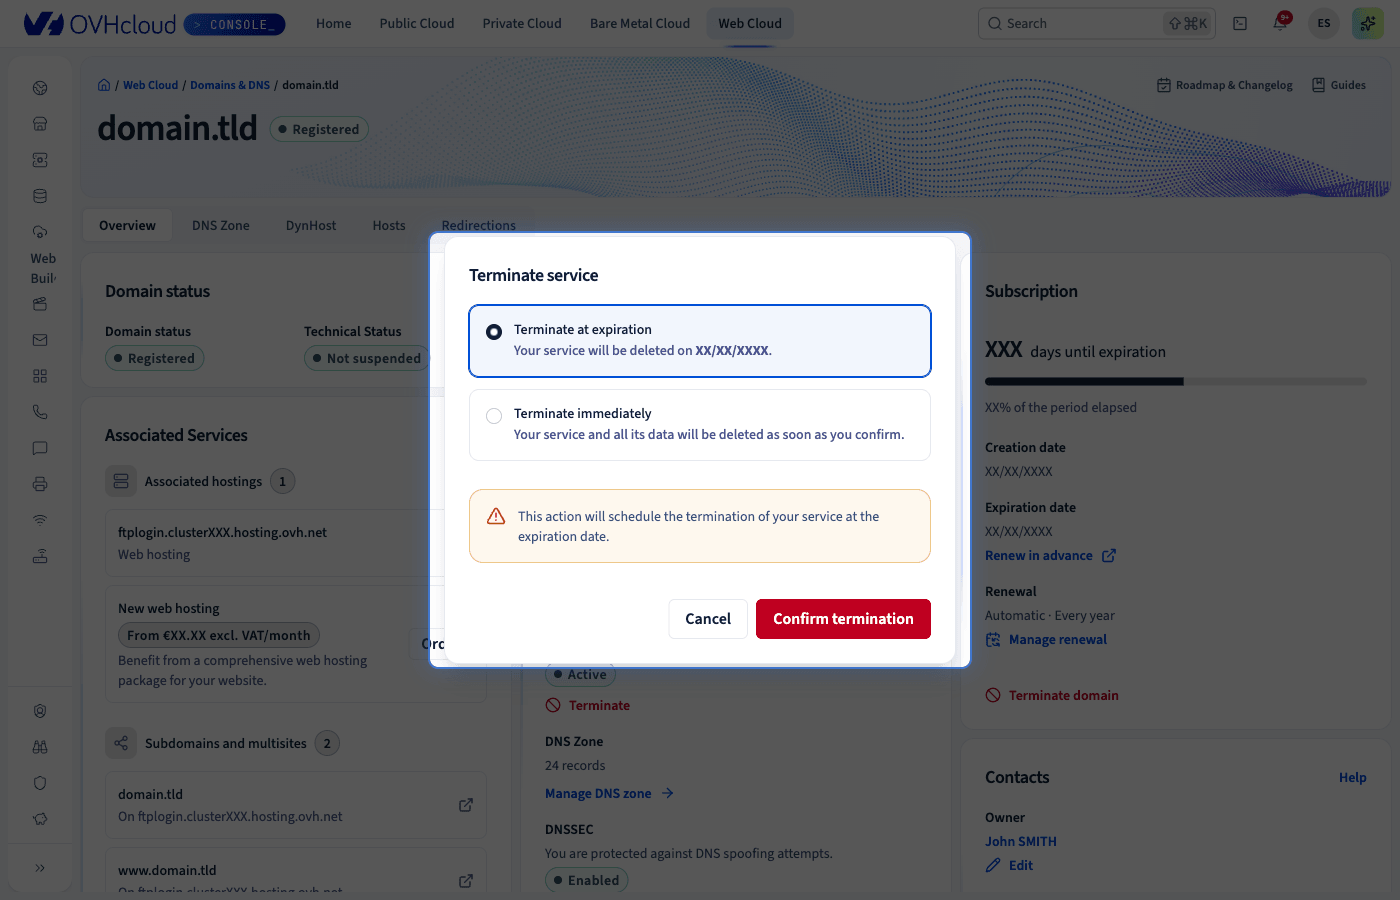 OVHcloud > CONSOLE_
Home
Public Cloud
Private Cloud
Bare Metal Cloud
Web Cloud
Search
⇧⌘K
9+
ES
/ Web Cloud / Domains & DNS / domain.tld
Roadmap & Changelog
Guides
domain.tld
Registered
Overview
DNS Zone
DynHost
Hosts
Redirections
Web
Buil
Domain status
Domain status
Registered
Technical Status
Not suspended
Associated Services
Associated hostings 1
ftplogin.clusterXXX.hosting.ovh.net
Web hosting
New web hosting
From €XX.XX excl. VAT/month
Ord
Benefit from a comprehensive web hosting
package for your website.
Subdomains and multisites 2
domain.tld
On ftplogin.clusterXXX.hosting.ovh.net
www.domain.tld
On ftplogin.clusterXXX.hosting.ovh.net
Terminate service
Terminate at expiration
Your service will be deleted on XX/XX/XXXX.
Terminate immediately
Your service and all its data will be deleted as soon as you confirm.
This action will schedule the termination of your service at the
expiration date.
Cancel
Confirm termination
Active
Terminate
DNS Zone
24 records
Manage DNS zone
DNSSEC
You are protected against DNS spoofing attempts.
Enabled
Subscription
XXX days until expiration
XX% of the period elapsed
Creation date
XX/XX/XXXX
Expiration date
XX/XX/XXXX
Renew in advance
Renewal
Automatic · Every year
Manage renewal
Terminate domain
Contacts
Help
Owner
John SMITH
Edit